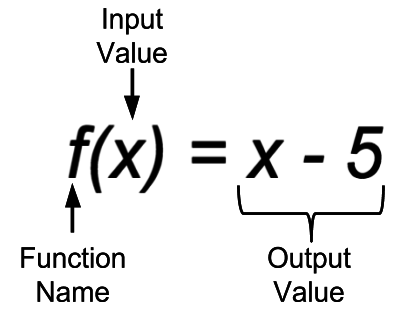 Input
Value
f(x) = x - 5
Function
Name
Output
Value